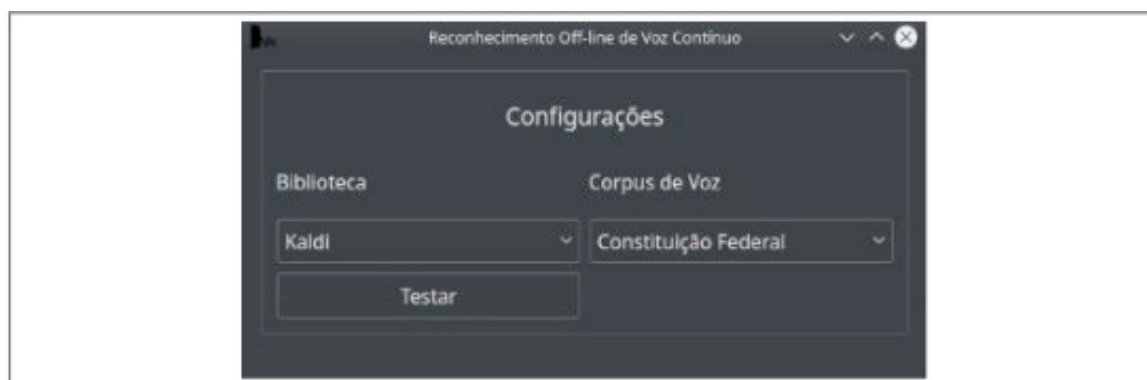 Reconhecimento Off-line de Voz Contínuo
Configurações
Biblioteca Corpus de Voz
Kaldi Constituição Federal
Testar